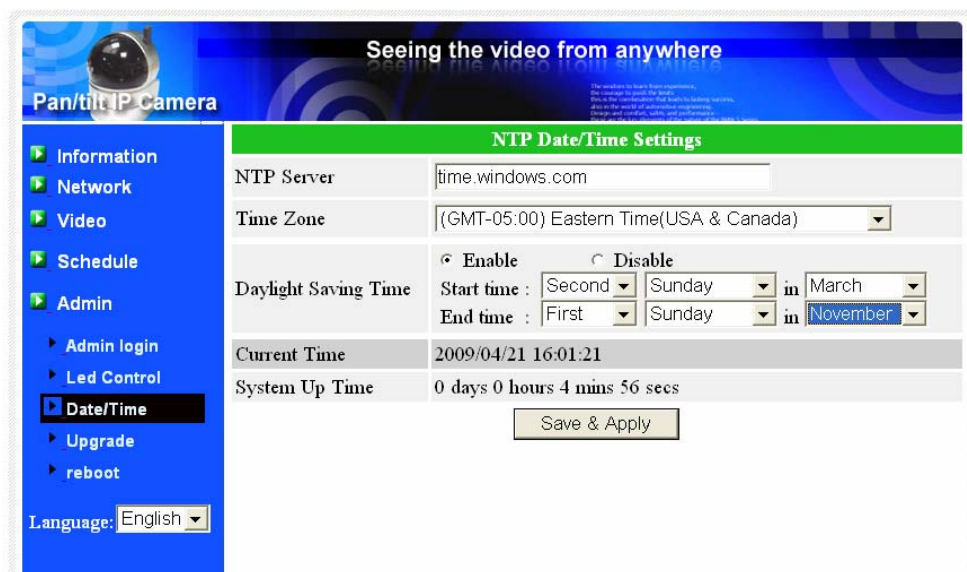 Seeing the video from anywhere
Pan/tilt IP Camera
Information
Network
Video
Schedule
Admin
Admin login
Led Control
Date/Time
Upgrade
reboot
Language: English
NTP Date/Time Settings
NTP Server time.windows.com
Time Zone (GMT-05:00) Eastern Time(USA & Canada)
Daylight Saving Time Enable Disable
Start time : Second Sunday in March
End time : First Sunday in November
Current Time 2009/04/21 16:01:21
System Up Time 0 days 0 hours 4 mins 56 secs
Save & Apply